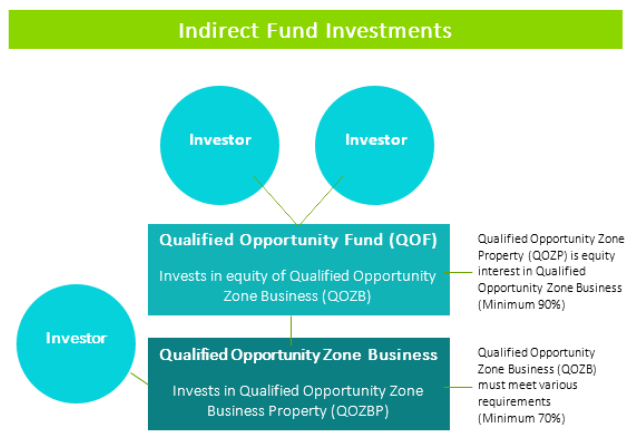 Indirect Fund Investments
Investor
Investor
Qualified Opportunity Fund (QOF)
Invests in equity of Qualified Opportunity
Zone Business (QOZB)
Qualified Opportunity Zone
Property (QOZP) is equity
interest in Qualified
Opportunity Zone Business
(Minimum 90%)
Investor
Qualified Opportunity Zone Business
Invests in Qualified Opportunity Zone
Business Property (QOZBP)
Qualified Opportunity
Zone Business (QOZB)
must meet various
requirements
(Minimum 70%)